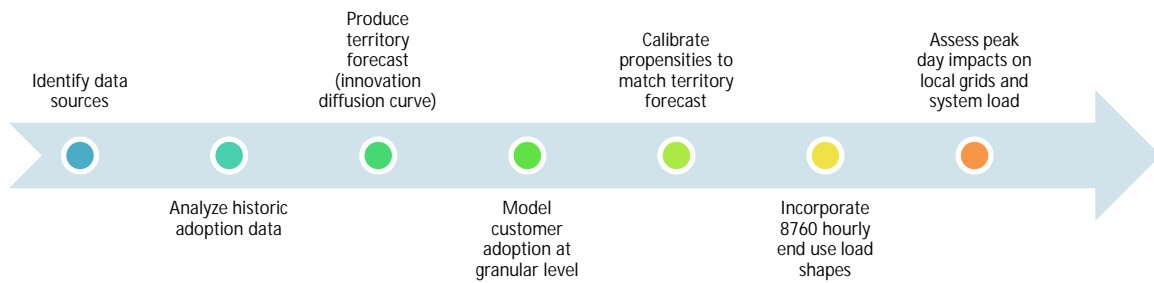 Identify data
sources
Analyze historic
adoption data
Produce
territory
forecast
(innovation
diffusion curve)
Model
customer
adoption at
granular level
Calibrate
propensities to
match territory
forecast
Incorporate
8760 hourly
end use load
shapes
Assess peak
day impacts on
local grids and
system load